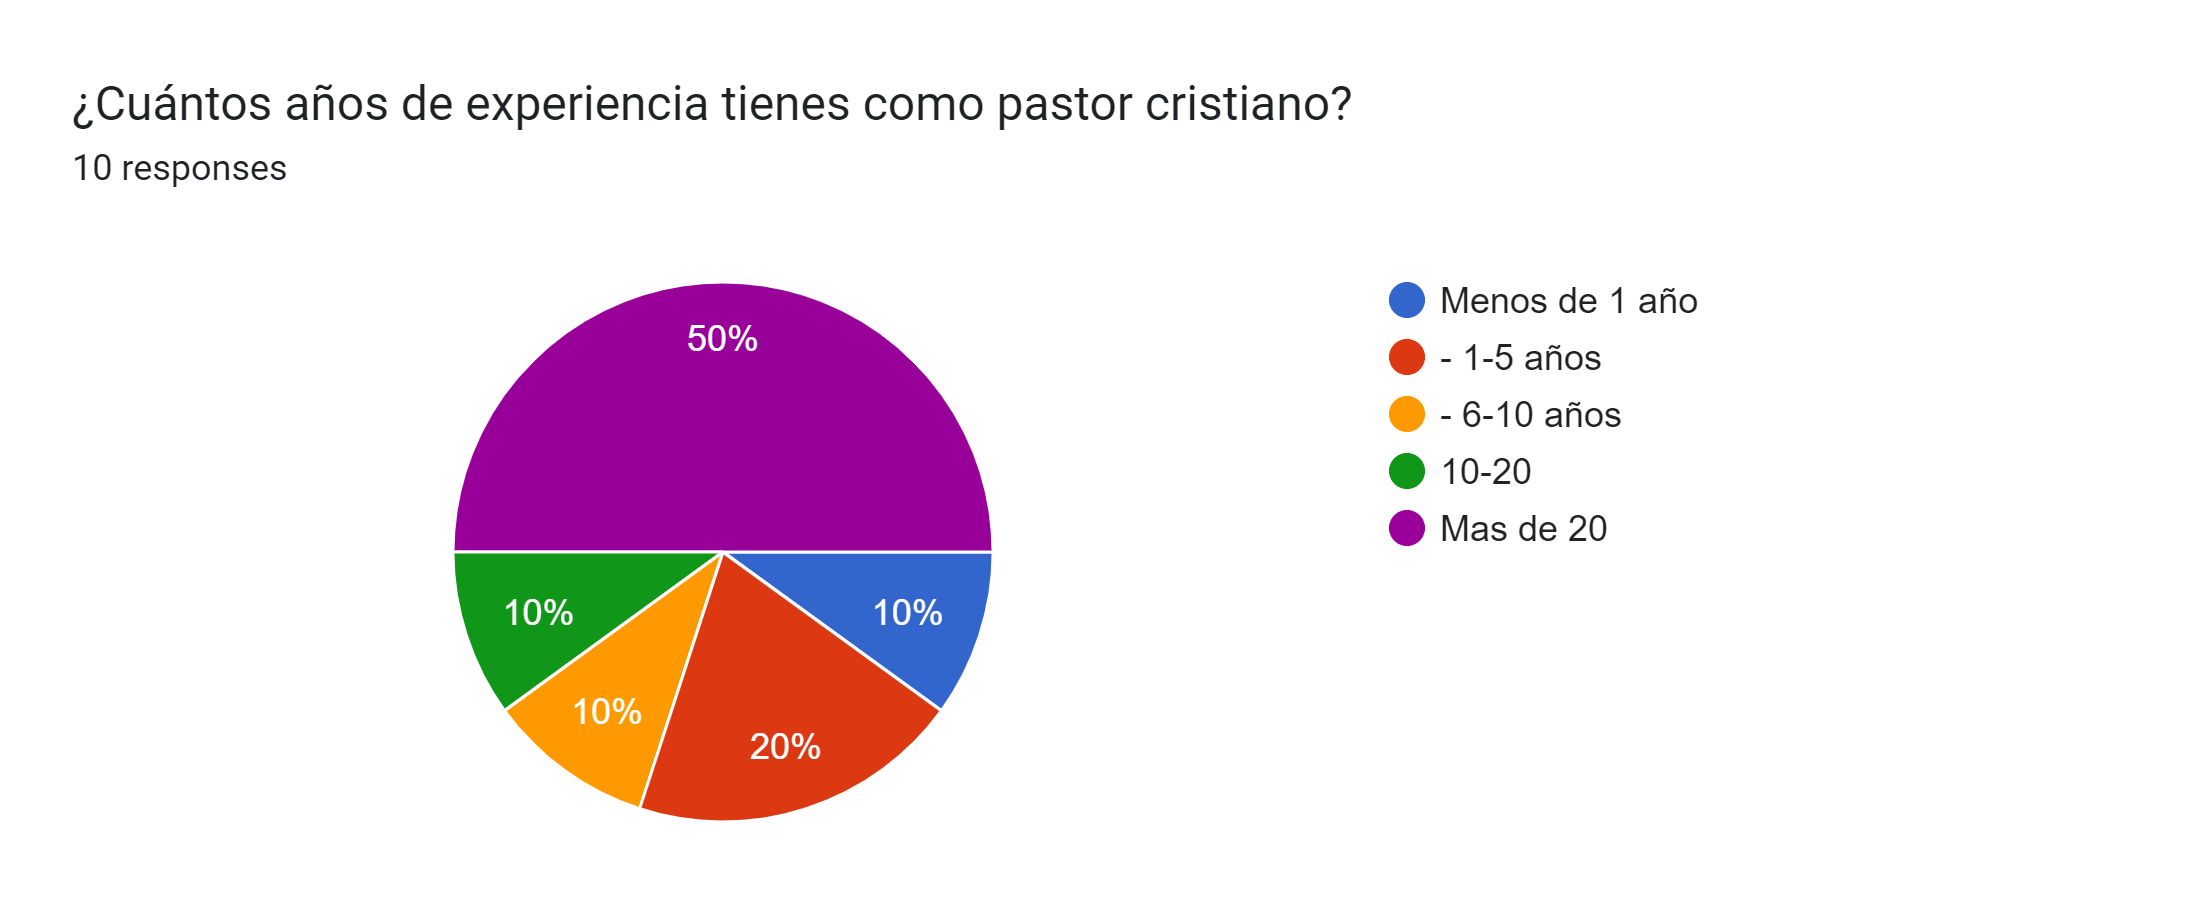 ¿Cuántos años de experiencia tienes como pastor cristiano?
10 responses
50%
10%
10%
10%
20%
Menos de 1 año
- 1-5 años
- 6-10 años
10-20
Mas de 20